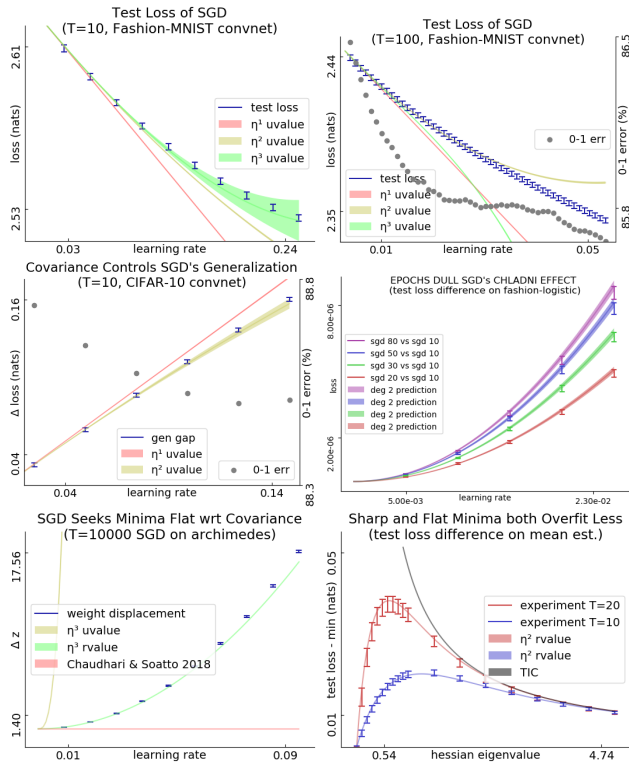 Test Loss of SGD
(T=10, Fashion-MNIST convnet)
2.61
loss (nats)
2.53
test loss
η¹ uvalue
η² uvalue
η³ uvalue
0.03
learning rate
0.24
Test Loss of SGD
(T=100, Fashion-MNIST convnet)
2.44
loss (nats)
2.35
86.5
0-1 error (%)
85.8
0-1 err
test loss
η¹ uvalue
η² uvalue
η³ uvalue
0.01
learning rate
0.05
Covariance Controls SGD's Generalization
(T=10, CIFAR-10 convnet)
0.16
Δ loss (nats)
0.04
88.8
0-1 error (%)
88.3
gen gap
η¹ uvalue
η² uvalue
0-1 err
0.04
learning rate
0.14
EPOCHS DULL SGD's CHLADNI EFFECT
(test loss difference on fashion-logistic)
8.00e-06
loss
2.00e-06
sgd 80 vs sgd 10
sgd 50 vs sgd 10
sgd 30 vs sgd 10
sgd 20 vs sgd 10
deg 2 prediction
deg 2 prediction
deg 2 prediction
deg 2 prediction
5.00e-03
learning rate
2.30e-02
SGD Seeks Minima Flat wrt Covariance
(T=10000 SGD on archimedes)
17.56
Δ z
1.40
weight displacement
η³ uvalue
η³ rvalue
Chaudhari & Soatto 2018
0.01
learning rate
0.09
Sharp and Flat Minima both Overfit Less
(test loss difference on mean est.)
0.05
test loss - min (nats)
0.01
experiment T=20
experiment T=10
η² rvalue
η² rvalue
TIC
0.54
hessian eigenvalue
4.74